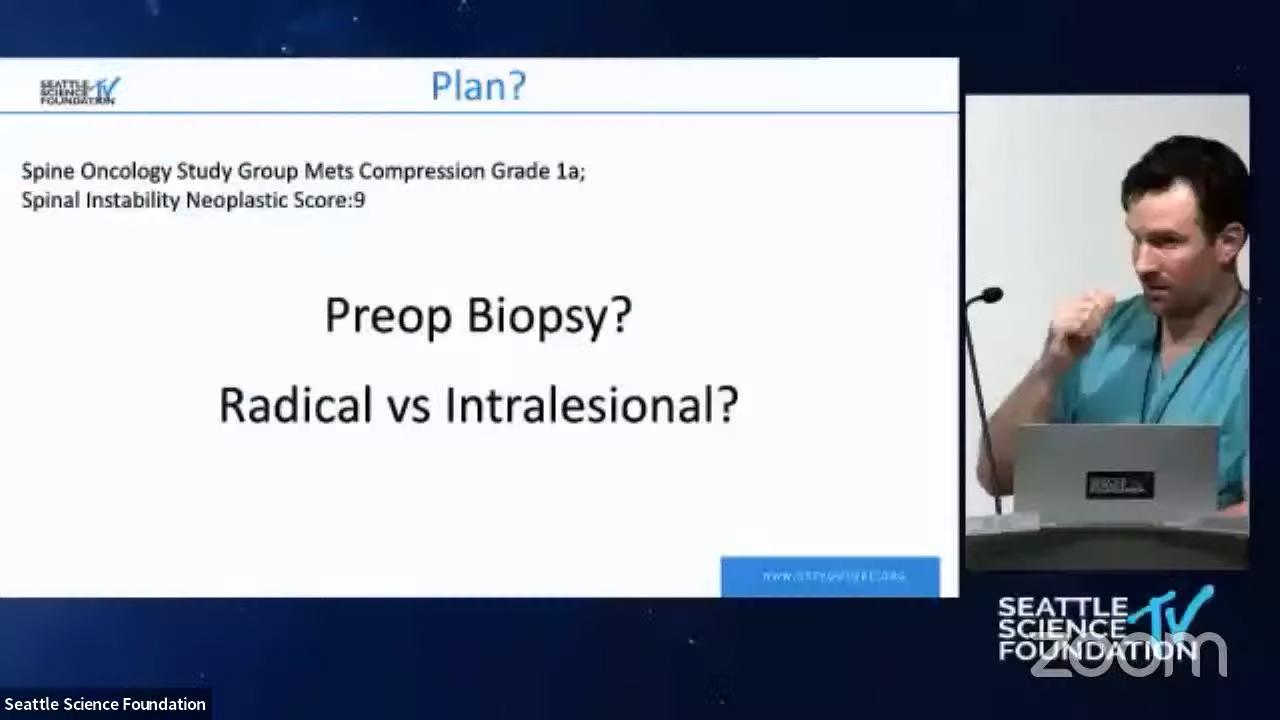 SEATTLE
SCIENCE TV
FOUNDATION
Plan?
Spine Oncology Study Group Mets Compression Grade 1a;
Spinal Instability Neoplastic Score:9
Preop Biopsy?
Radical vs Intralesional?
SEATTLE
SCIENCE TV
FOUNDATION
zoom
Seattle Science Foundation